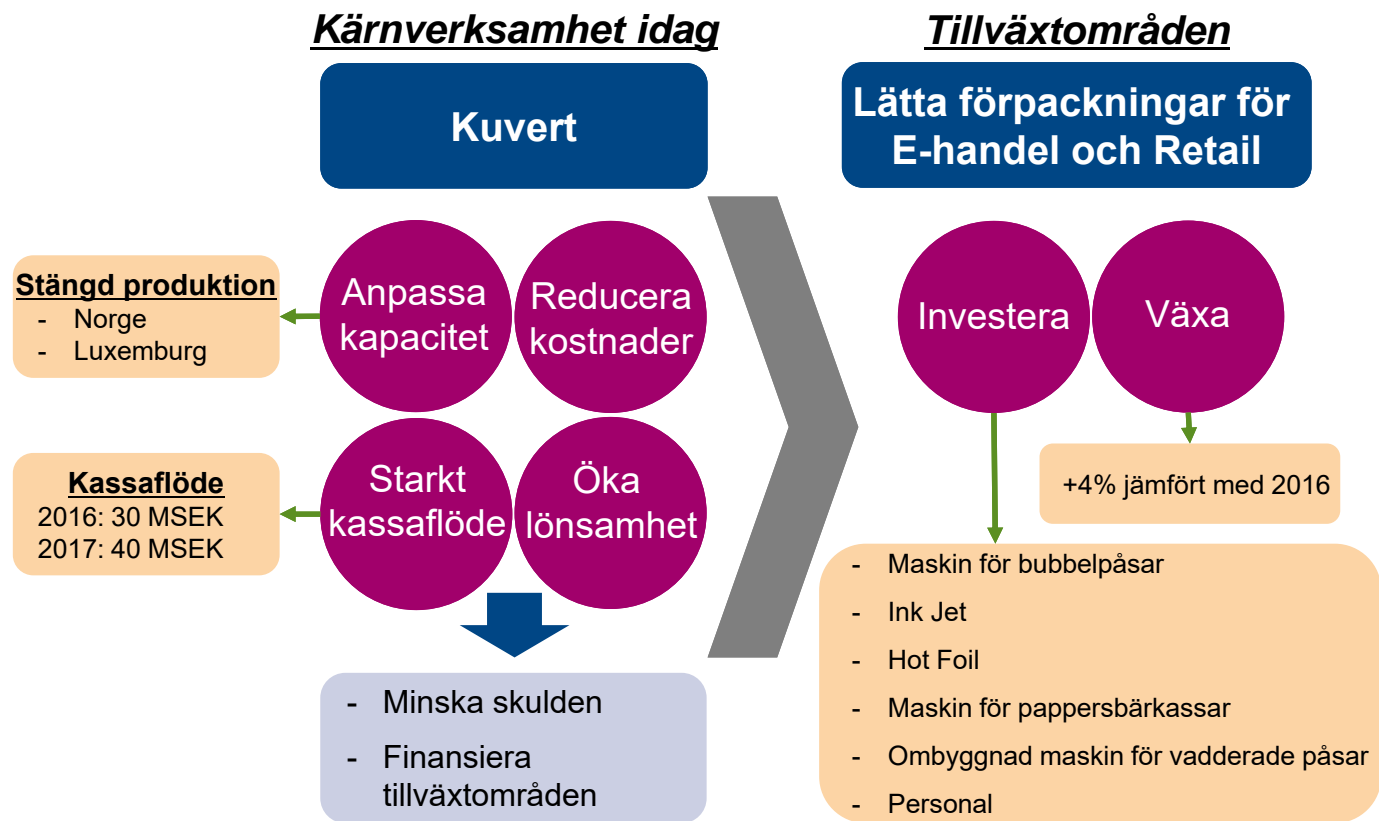 Kärnverksamhet idag
Kuvert
Stängd produktion
- Norge
- Luxemburg
Anpassa
kapacitet
Reducera
kostnader
Kassaflöde
2016: 30 MSEK
2017: 40 MSEK
Starkt
kassaflöde
Öka
lönsamhet
- Minska skulden
- Finansiera
tillväxtområden
Tillväxtområden
Lätta förpackningar för
E-handel och Retail
Investera
Växa
+4% jämfört med 2016
- Maskin för bubbelpåsar
- Ink Jet
- Hot Foil
- Maskin för pappersbärkassar
- Ombyggnad maskin för vadderade påsar
- Personal